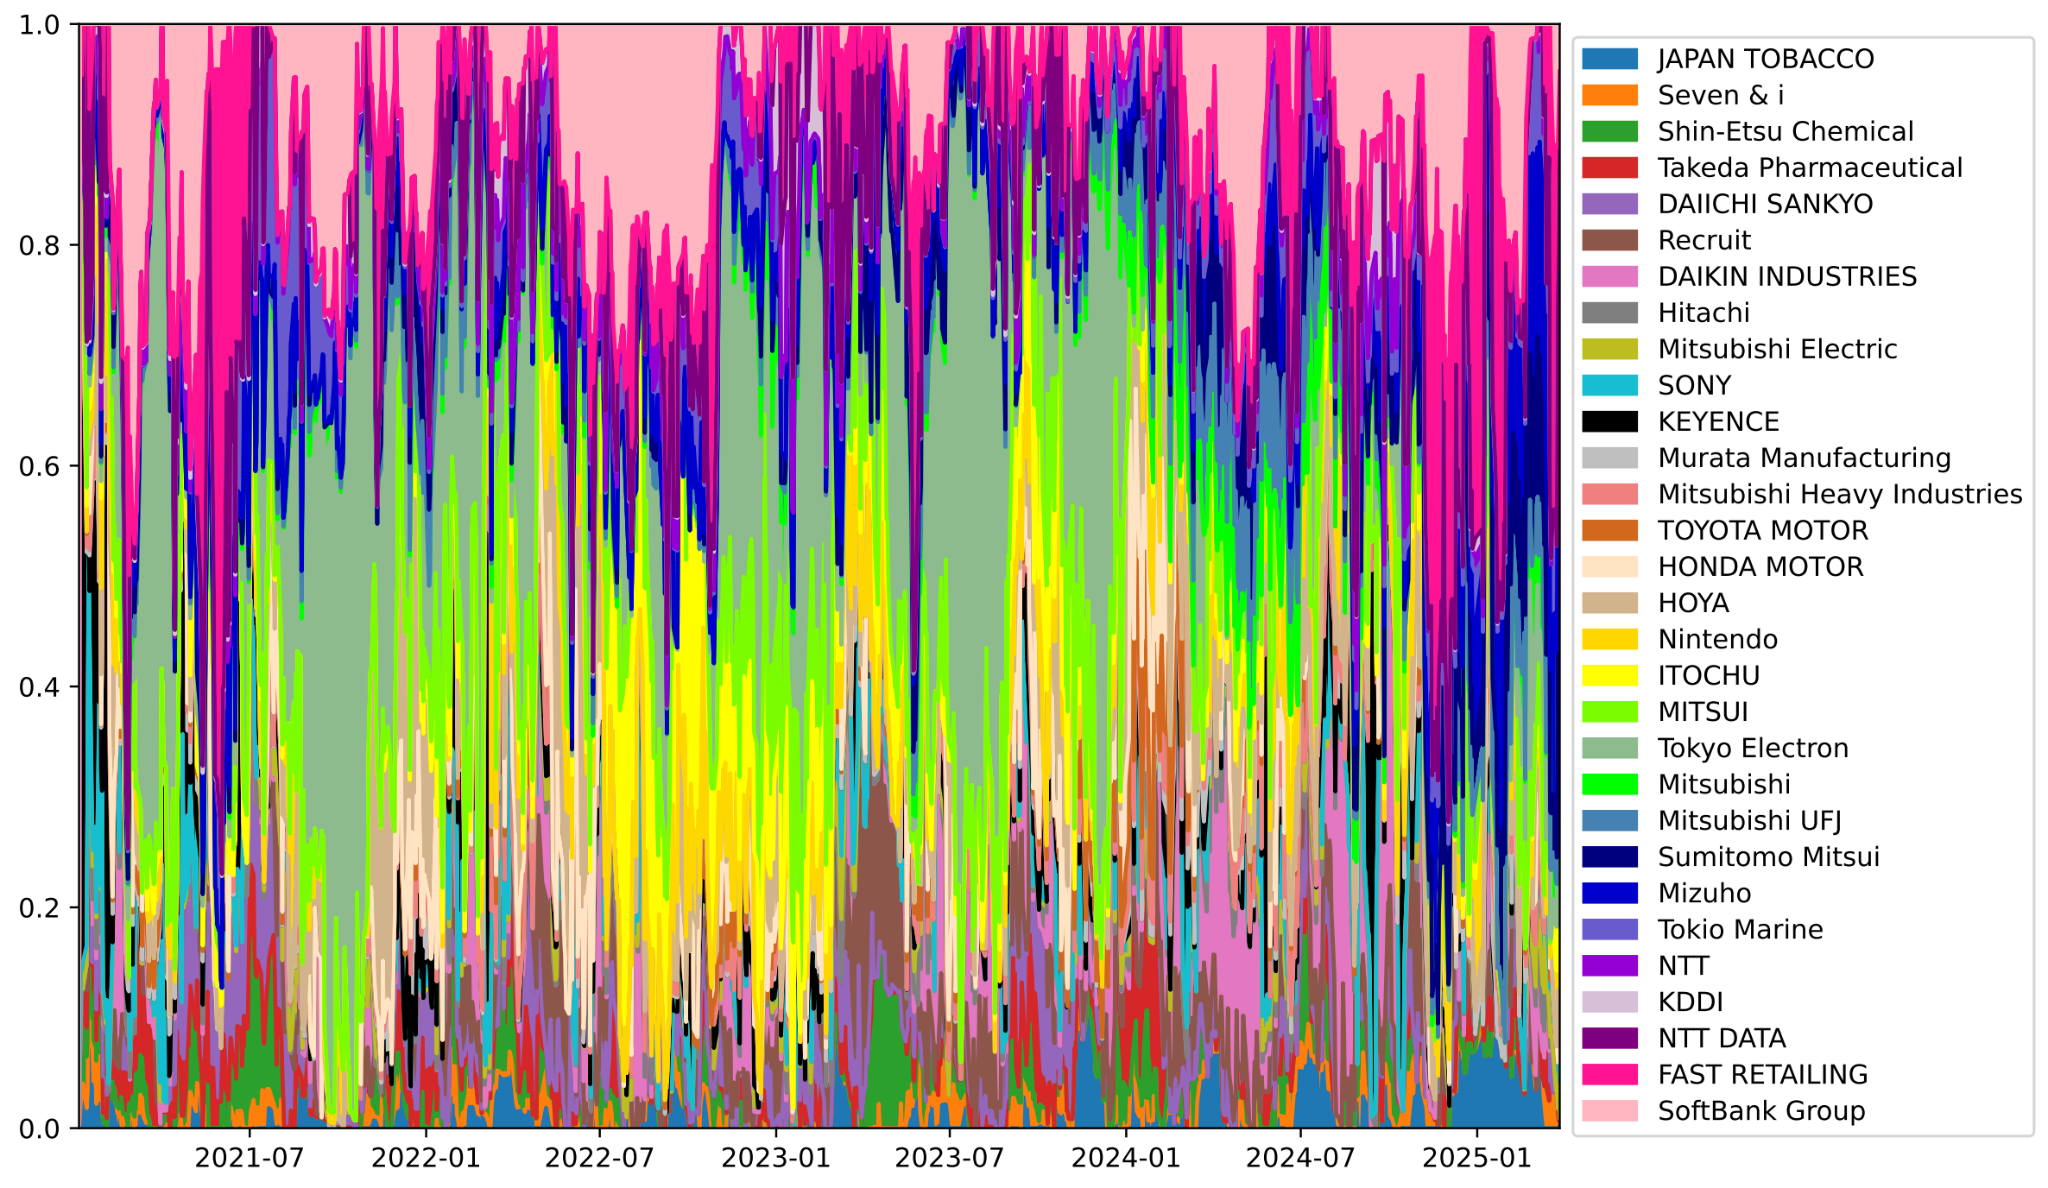 1.0
0.8
0.6
0.4
0.2
0.0
2021-07
2022-01
2022-07
2023-01
2023-07
2024-01
2024-07
2025-01
JAPAN TOBACCO
Seven & i
Shin-Etsu Chemical
Takeda Pharmaceutical
DAIICHI SANKYO
Recruit
DAIKIN INDUSTRIES
Hitachi
Mitsubishi Electric
SONY
KEYENCE
Murata Manufacturing
Mitsubishi Heavy Industries
TOYOTA MOTOR
HONDA MOTOR
HOYA
Nintendo
ITOCHU
MITSUI
Tokyo Electron
Mitsubishi
Mitsubishi UFJ
Sumitomo Mitsui
Mizuho
Tokio Marine
NTT
KDDI
NTT DATA
FAST RETAILING
SoftBank Group